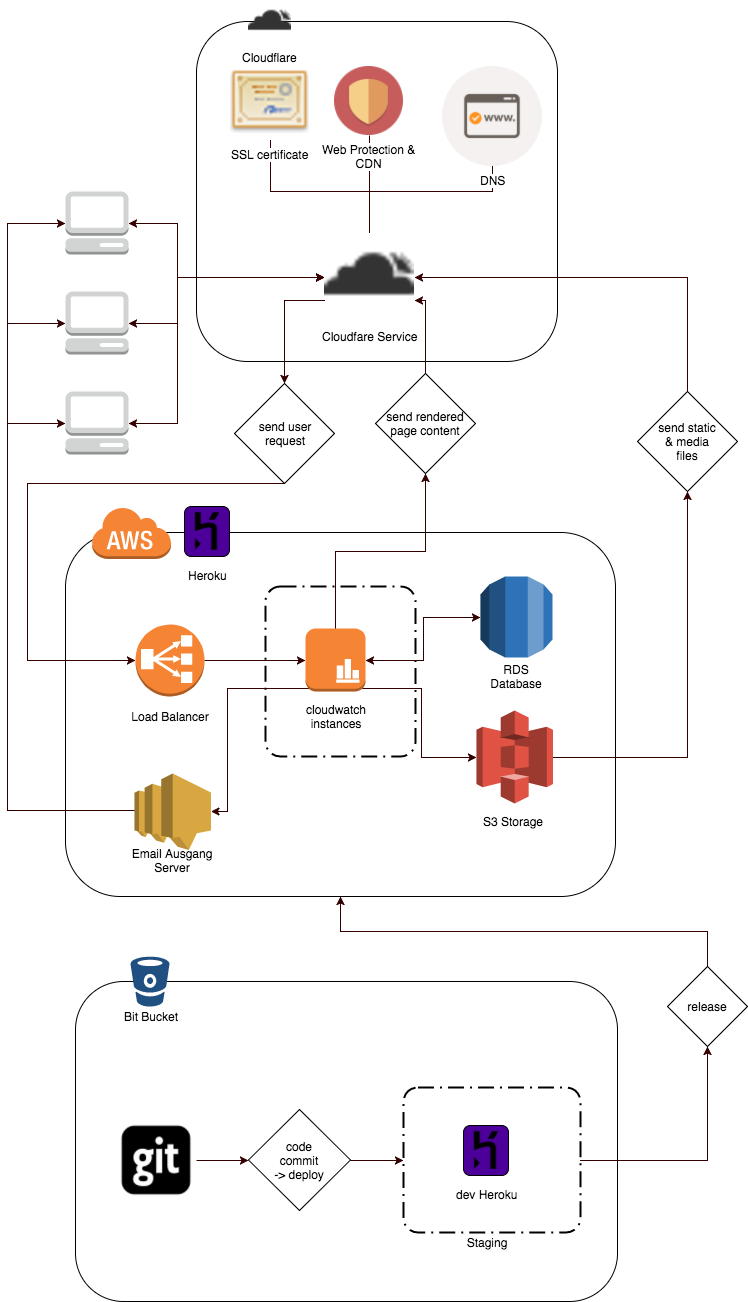 Cloudflare
SSL certificate
Web Protection &
CDN
www.
DNS
Cloudfare Service
send user
request
send rendered
page content
send static
& media
files
AWS
Heroku
Load Balancer
cloudwatch
instances
RDS
Database
S3 Storage
Email Ausgang
Server
Bit Bucket
release
git
code
commit
-> deploy
dev Heroku
Staging